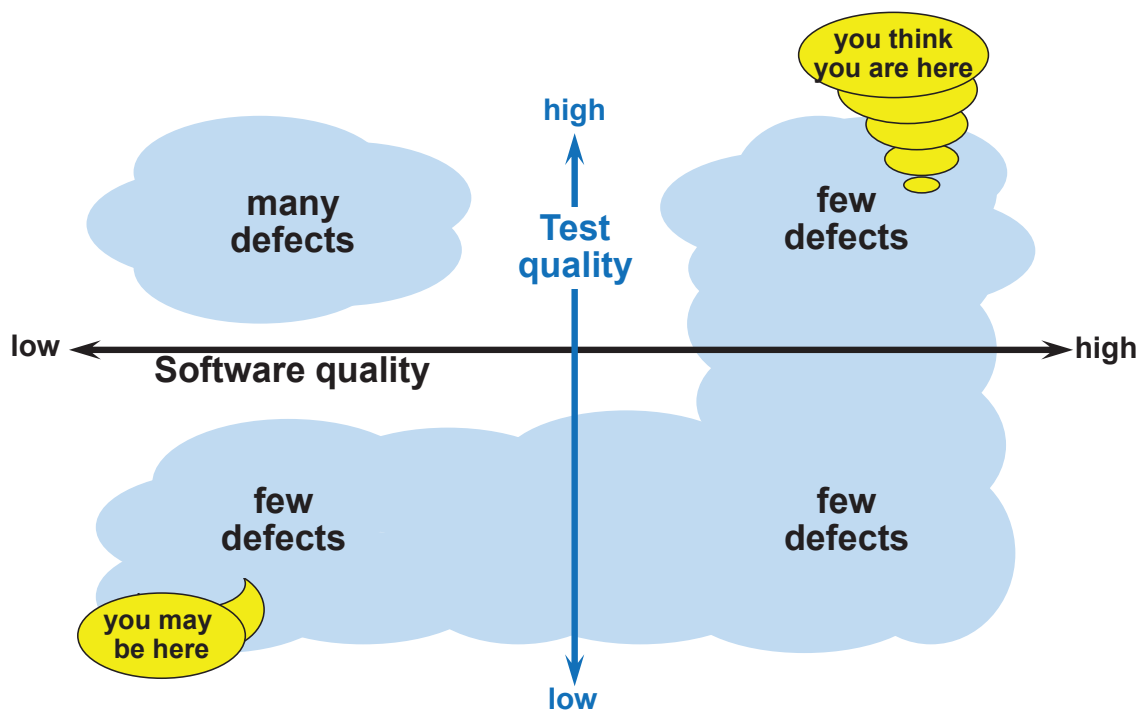 you think
you are here
high
many
defects
Test
quality
few
defects
low
high
Software quality
few
defects
few
defects
you may
be here
low